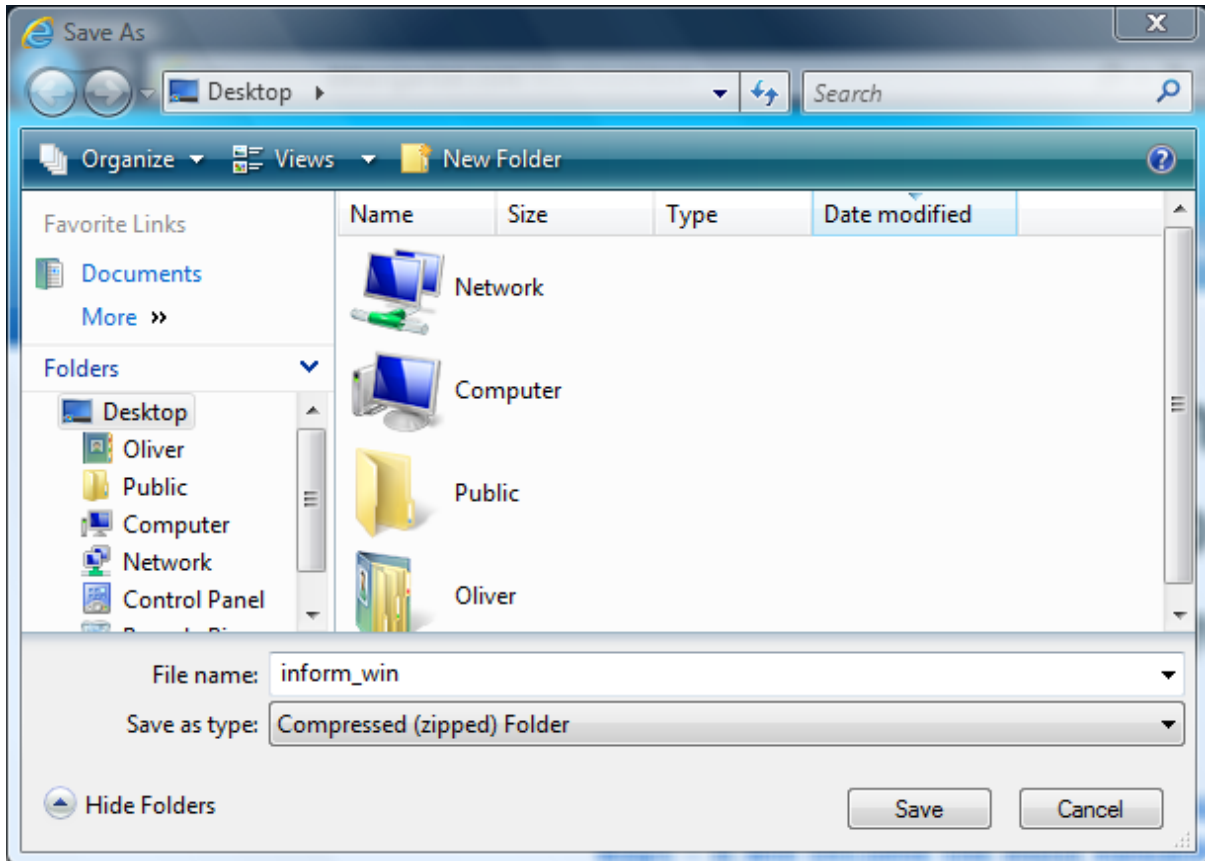 Save As
Desktop
Search
Organize Views New Folder
Favorite Links
Documents
More
Folders
Desktop
Oliver
Public
Computer
Network
Control Panel
Name Size Type Date modified
Network
Computer
Public
Oliver
File name: inform_win
Save as type: Compressed (zipped) Folder
Hide Folders
Save Cancel